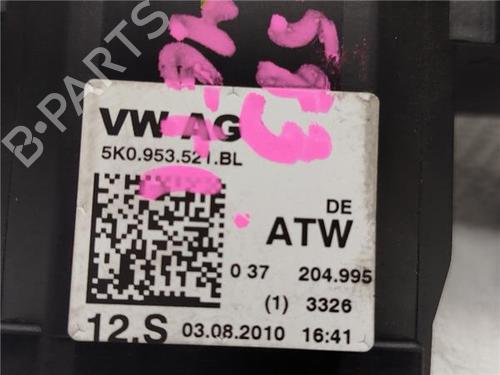 B-PARTS
VW AG
5K0.953.521.BL
DE
ATW
0 37 204.995
(1) 3326
12.S 03.08.2010 16:41